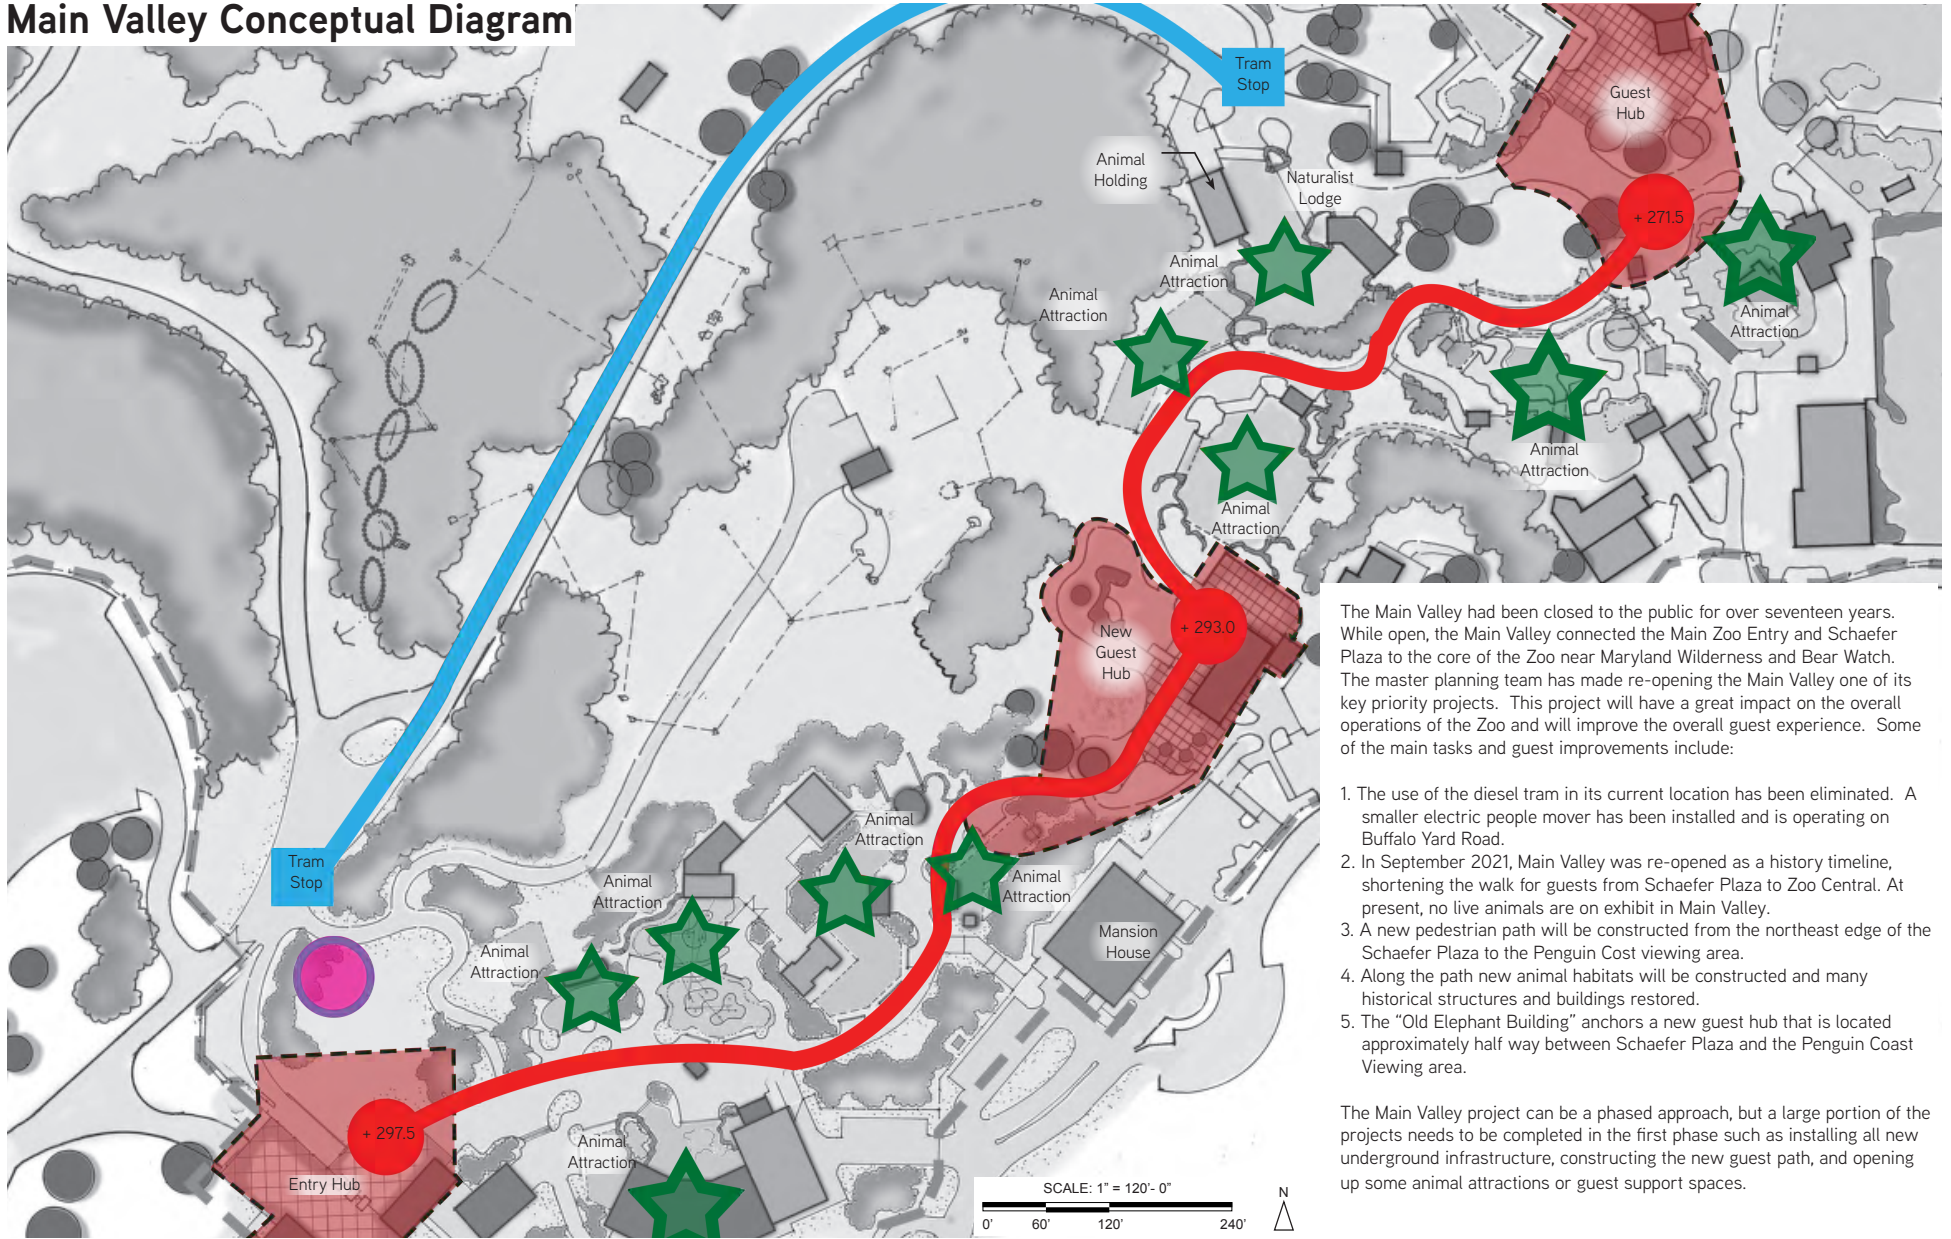 Main Valley Conceptual Diagram
Tram
Stop
Guest
Hub
Animal
Holding
Naturalist
Lodge
+ 271.5
Animal
Attraction
Animal
Attraction
Animal
Attraction
Animal
Attraction
Animal
Attraction
New
Guest
Hub
+ 293.0
Animal
Attraction
Tram
Stop
Animal
Attraction
Animal
Attraction
Animal
Attraction
Mansion
House
+ 297.5
Entry Hub
Animal
Attraction
SCALE: 1” = 120’- 0”
0’ 60’ 120’ 240’
N
The Main Valley had been closed to the public for over seventeen years.
While open, the Main Valley connected the Main Zoo Entry and Schaefer
Plaza to the core of the Zoo near Maryland Wilderness and Bear Watch.
The master planning team has made re-opening the Main Valley one of its
key priority projects.  This project will have a great impact on the overall
operations of the Zoo and will improve the overall guest experience.  Some
of the main tasks and guest improvements include:
1. The use of the diesel tram in its current location has been eliminated.  A
smaller electric people mover has been installed and is operating on
Buffalo Yard Road.
2. In September 2021, Main Valley was re-opened as a history timeline,
shortening the walk for guests from Schaefer Plaza to Zoo Central. At
present, no live animals are on exhibit in Main Valley.
3. A new pedestrian path will be constructed from the northeast edge of the
Schaefer Plaza to the Penguin Cost viewing area.
4. Along the path new animal habitats will be constructed and many
historical structures and buildings restored.
5. The “Old Elephant Building” anchors a new guest hub that is located
approximately half way between Schaefer Plaza and the Penguin Coast
Viewing area.
The Main Valley project can be a phased approach, but a large portion of the
projects needs to be completed in the first phase such as installing all new
underground infrastructure, constructing the new guest path, and opening
up some animal attractions or guest support spaces.